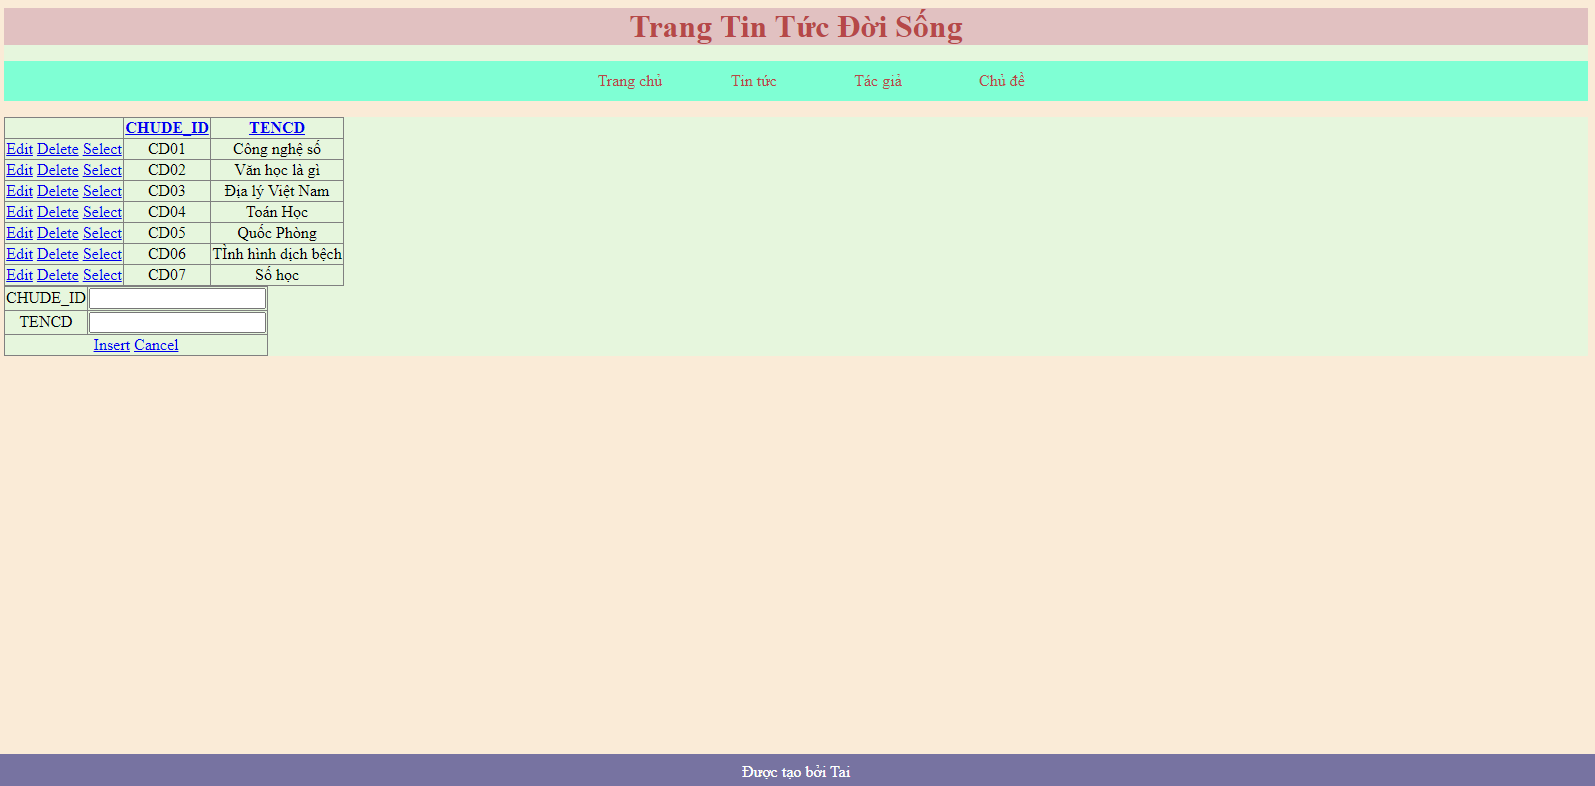 Trang Tin Tức Đời Sống
Trang chủ Tin tức Tác giả Chủ đề
CHUDE_ID TENCD
Edit Delete Select CD01 Công nghệ số
Edit Delete Select CD02 Văn học là gì
Edit Delete Select CD03 Địa lý Việt Nam
Edit Delete Select CD04 Toán Học
Edit Delete Select CD05 Quốc Phòng
Edit Delete Select CD06 TÌnh hình dịch bệch
Edit Delete Select CD07 Số học
CHUDE_ID
TENCD
Insert Cancel
Được tạo bởi Tai